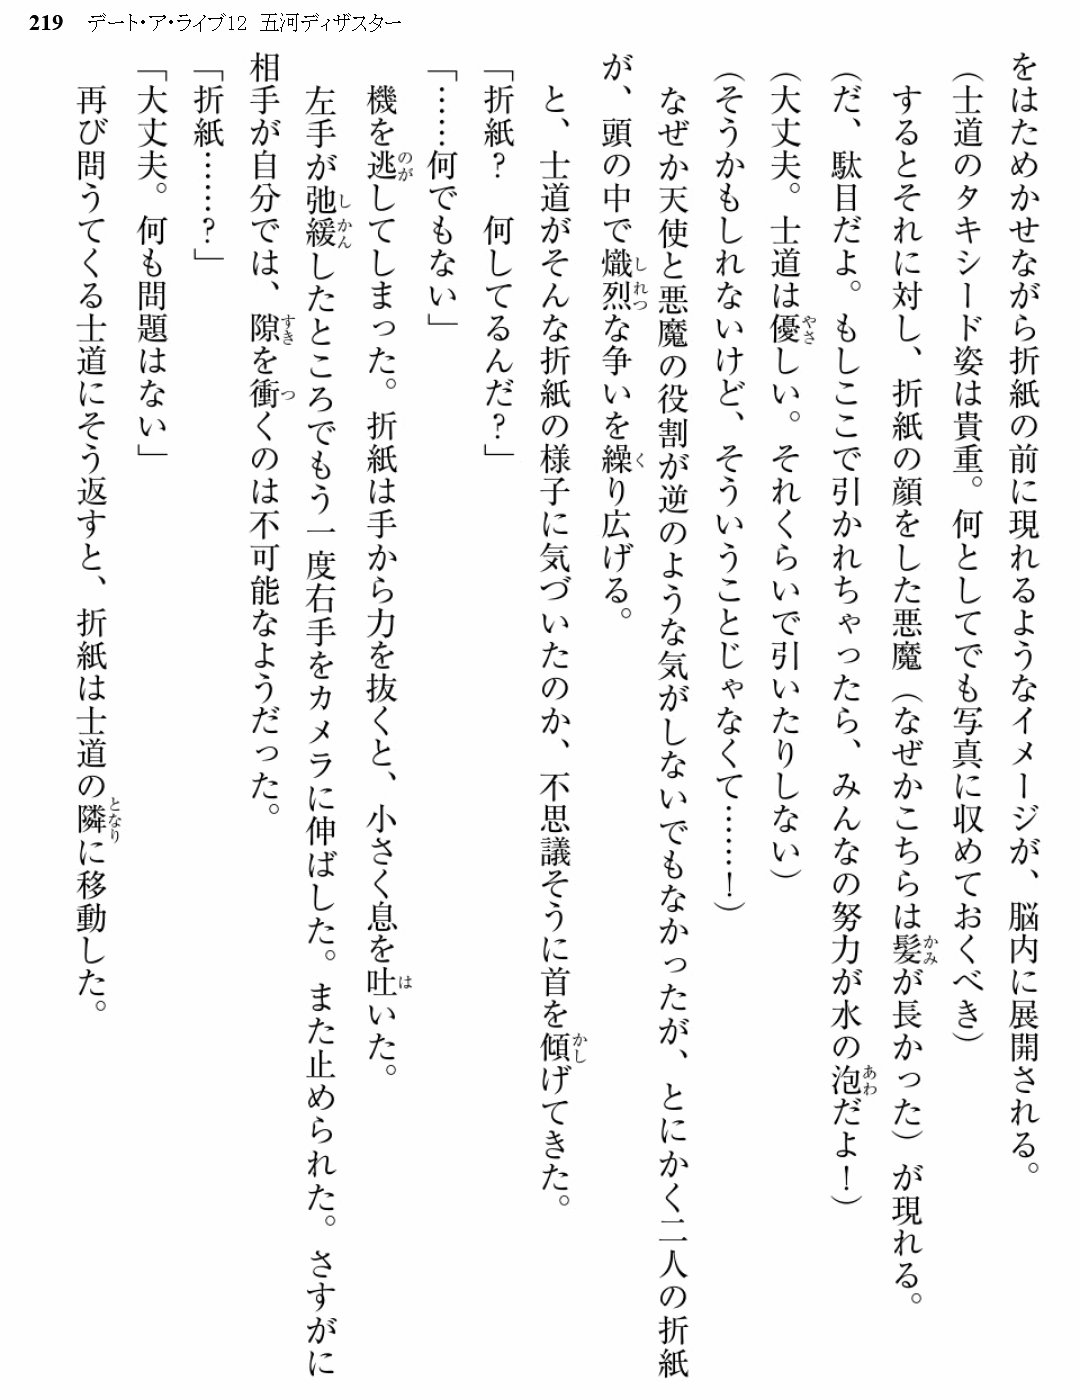 219 デート・ア・ライブ12 五河ディザスター
をはためかせながら折紙の前に現れるようなイメージが、脳内に展開される。
（士道のタキシード姿は貴重。何としてでも写真に収めておくべき）
するとそれに対し、折紙の顔をした悪魔（なぜかこちらは髪が長かった）が現れる。
（だ、駄目だよ。もしここで引かれちゃったら、みんなの努力が水の泡だよ！）
（大丈夫。士道は優しい。それくらいで引いたりしない）
（そうかもしれないけど、そういうことじゃなくて……！）
なぜか天使と悪魔の役割が逆のような気がしないでもなかったが、とにかく二人の折紙
が、頭の中で熾烈な争いを繰り広げる。
と、士道がそんな折紙の様子に気づいたのか、不思議そうに首を傾げてきた。
「折紙？　何してるんだ？」
「……何でもない」
機を逃してしまった。折紙は手から力を抜くと、小さく息を吐いた。
左手が弛緩したところでもう一度右手をカメラに伸ばした。また止められた。さすがに
相手が自分では、隙を衝くのは不可能なようだった。
「折紙……？」
「大丈夫。何も問題はない」
再び問うてくる士道にそう返すと、折紙は士道の隣に移動した。